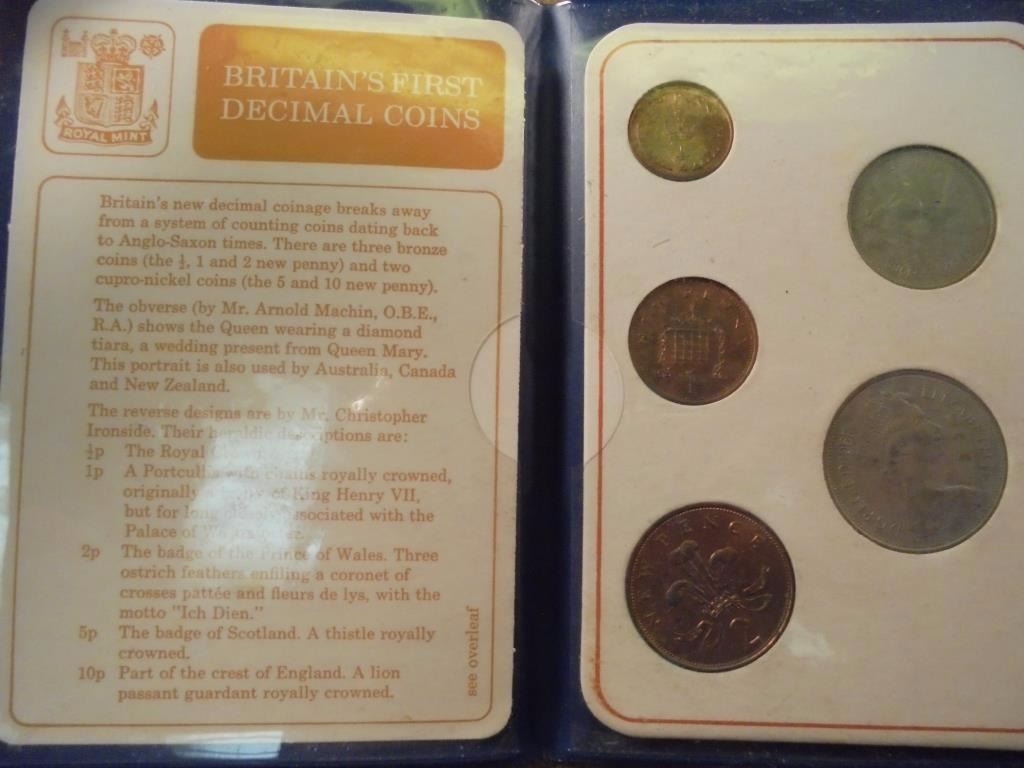 ROYAL MINT
BRITAIN'S FIRST
DECIMAL COINS
Britain's new decimal coinage breaks away
from a system of counting coins dating back
to Anglo-Saxon times. There are three bronze
coins (the ½, 1 and 2 new penny) and two
cupro-nickel coins (the 5 and 10 new penny).
The obverse (by Mr. Arnold Machin, O.B.E.,
R.A.) shows the Queen wearing a diamond
tiara, a wedding present from Queen Mary.
This portrait is also used by Australia, Canada
and New Zealand.
The reverse designs are by Mr. Christopher
Ironside. Their heraldic descriptions are:
½p The Royal
1p A Portcullis with chains royally crowned,
originally a of King Henry VII,
but for long associated with the
Palace of
2p The badge of the Prince of Wales. Three
ostrich feathers enfiling a coronet of
crosses pattée and fleurs de lys, with the
motto "Ich Dien."
5p The badge of Scotland. A thistle royally
crowned.
10p Part of the crest of England. A lion
passant guardant royally crowned.
see overleaf
1
NEW PENCE
2